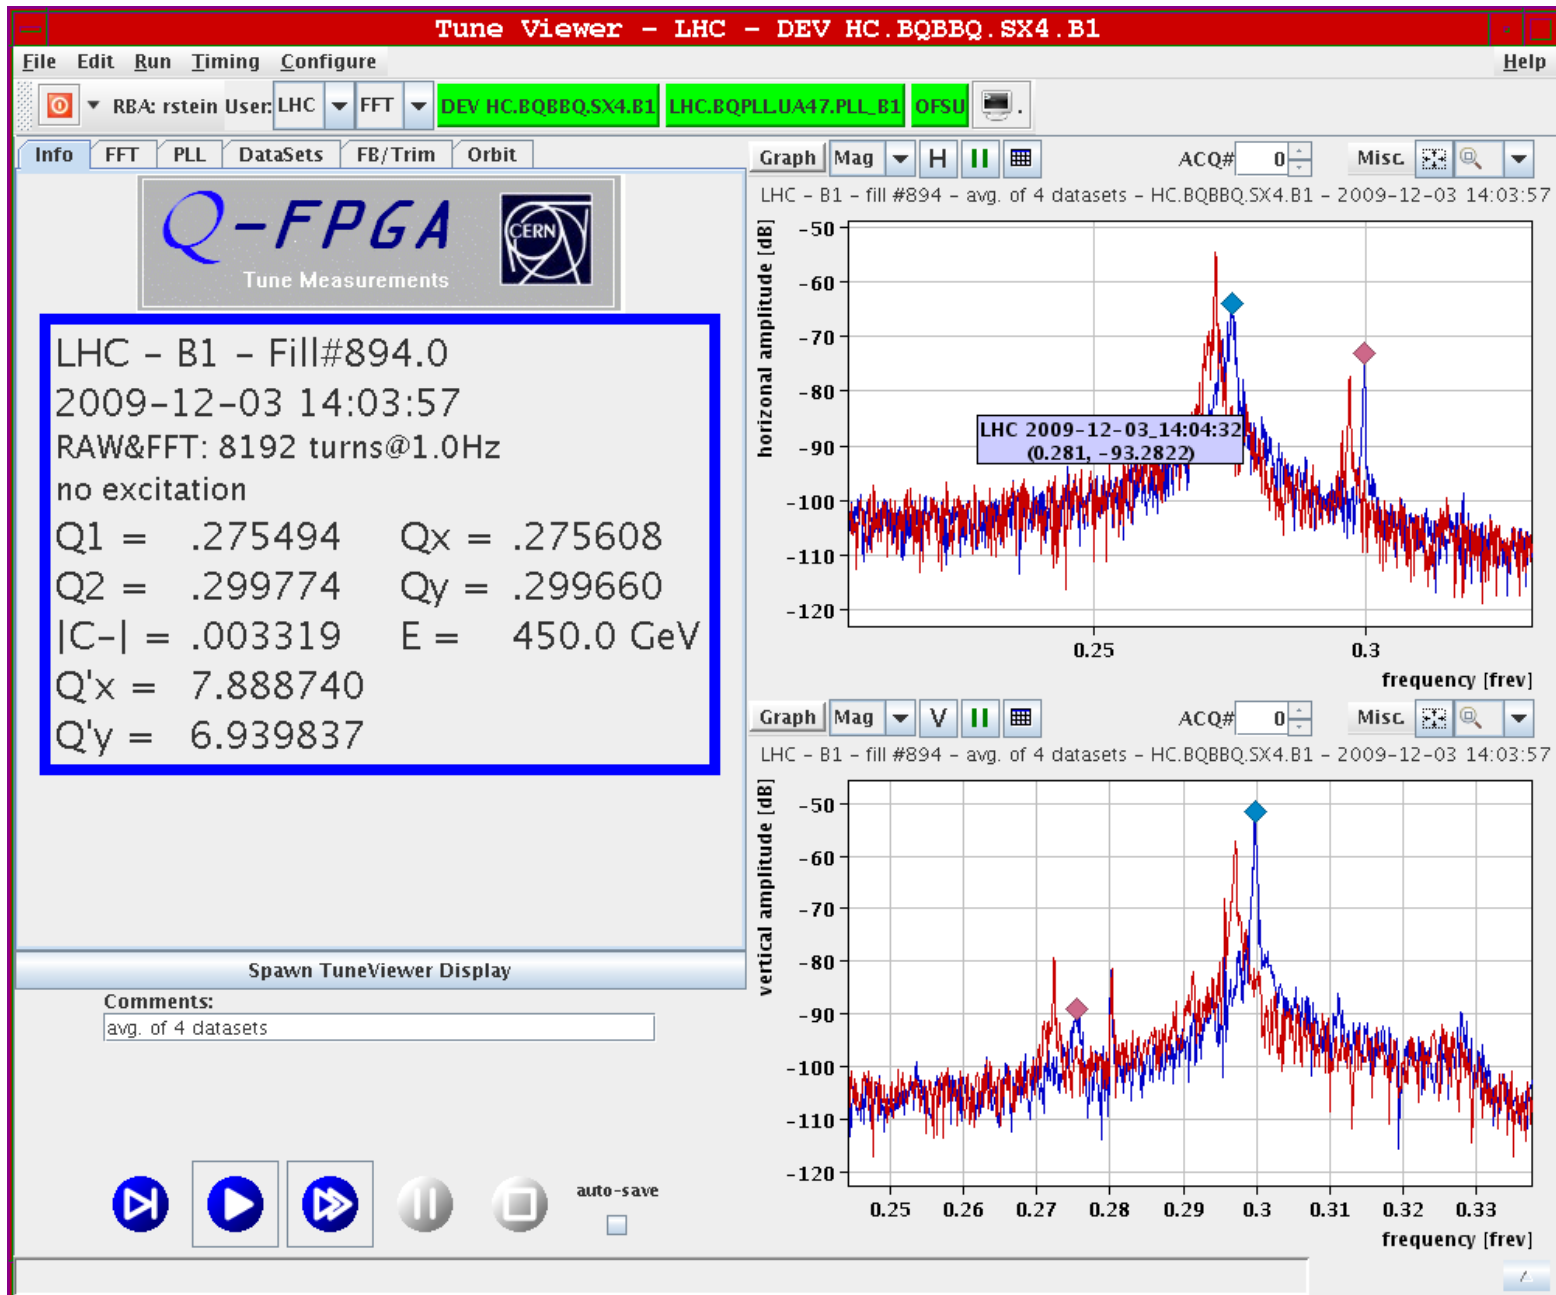 Tune Viewer - LHC - DEV HC.BQBBQ.SX4.B1
File Edit Run Timing Configure Help
RBA: rstein User: LHC FFT DEV HC.BQBBQ.SX4.B1 LHC.BQPLL.UA47.PLL_B1 OFSU .
Info FFT PLL DataSets FB/Trim Orbit
Q-FPGA
CERN
Tune Measurements
LHC - B1 - Fill#894.0
2009-12-03 14:03:57
RAW&FFT: 8192 turns@1.0Hz
no excitation
Q1 = .275494 Qx = .275608
Q2 = .299774 Qy = .299660
|C-| = .003319 E = 450.0 GeV
Q'x = 7.888740
Q'y = 6.939837
Spawn TuneViewer Display
Comments:
avg. of 4 datasets
auto-save
Graph Mag H ACQ# 0 Misc.
LHC - B1 - fill #894 - avg. of 4 datasets - HC.BQBBQ.SX4.B1 - 2009-12-03 14:03:57
horizonal amplitude [dB]
-50
-60
-70
-80
-90
-100
-110
-120
LHC 2009-12-03_14:04:32
(0.281, -93.2822)
0.25 0.3
frequency [frev]
Graph Mag V ACQ# 0 Misc.
LHC - B1 - fill #894 - avg. of 4 datasets - HC.BQBBQ.SX4.B1 - 2009-12-03 14:03:57
vertical amplitude [dB]
-50
-60
-70
-80
-90
-100
-110
-120
0.25 0.26 0.27 0.28 0.29 0.3 0.31 0.32 0.33
frequency [frev]